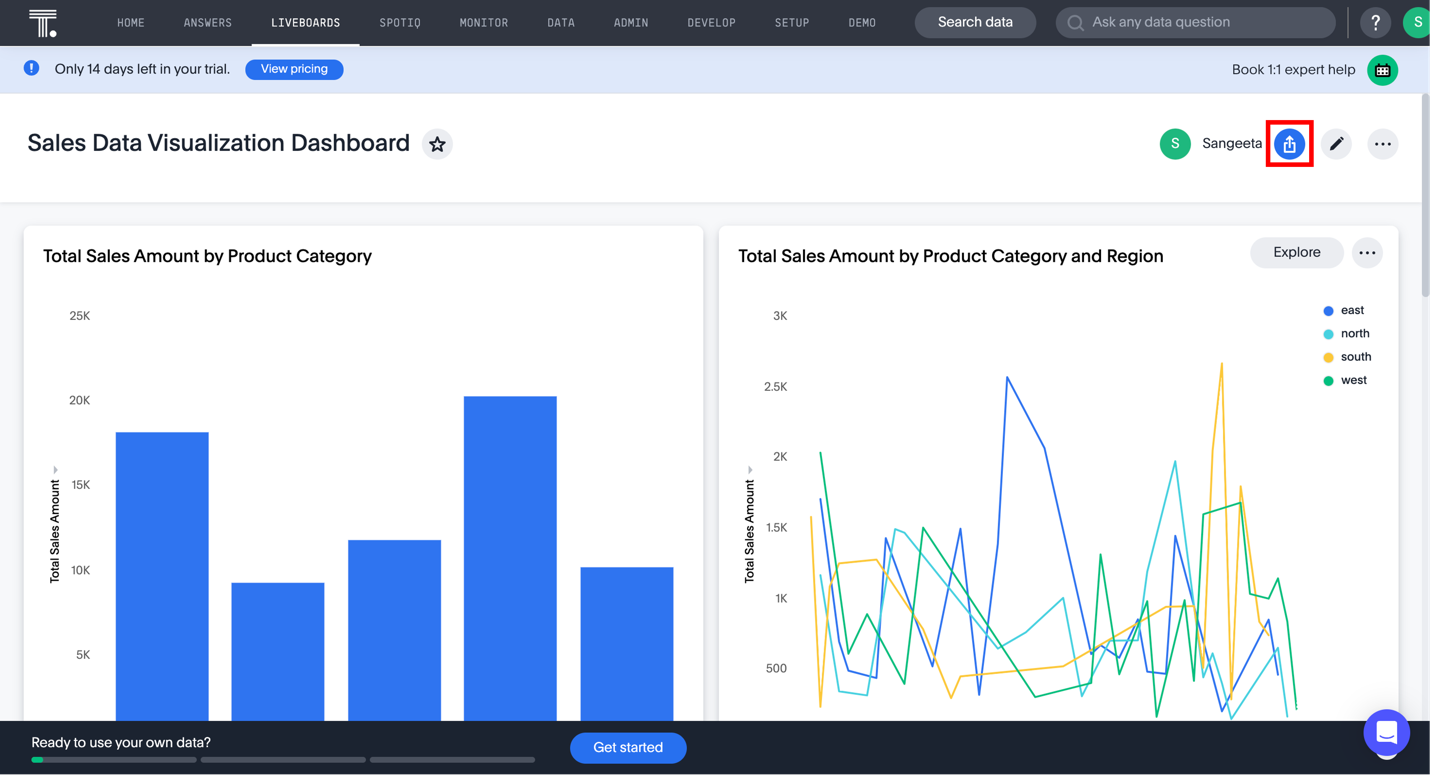 HOME ANSWERS LIVEBOARDS SPOTIQ MONITOR DATA ADMIN DEVELOP SETUP DEMO Search data Ask any data question ? S
Only 14 days left in your trial. View pricing Book 1:1 expert help
Sales Data Visualization Dashboard S Sangeeta
Total Sales Amount by Product Category
25K
20K
15K
10K
5K
Total Sales Amount
Total Sales Amount by Product Category and Region Explore
3K
2.5K
2K
1.5K
1K
500
Total Sales Amount
east
north
south
west
Ready to use your own data? Get started